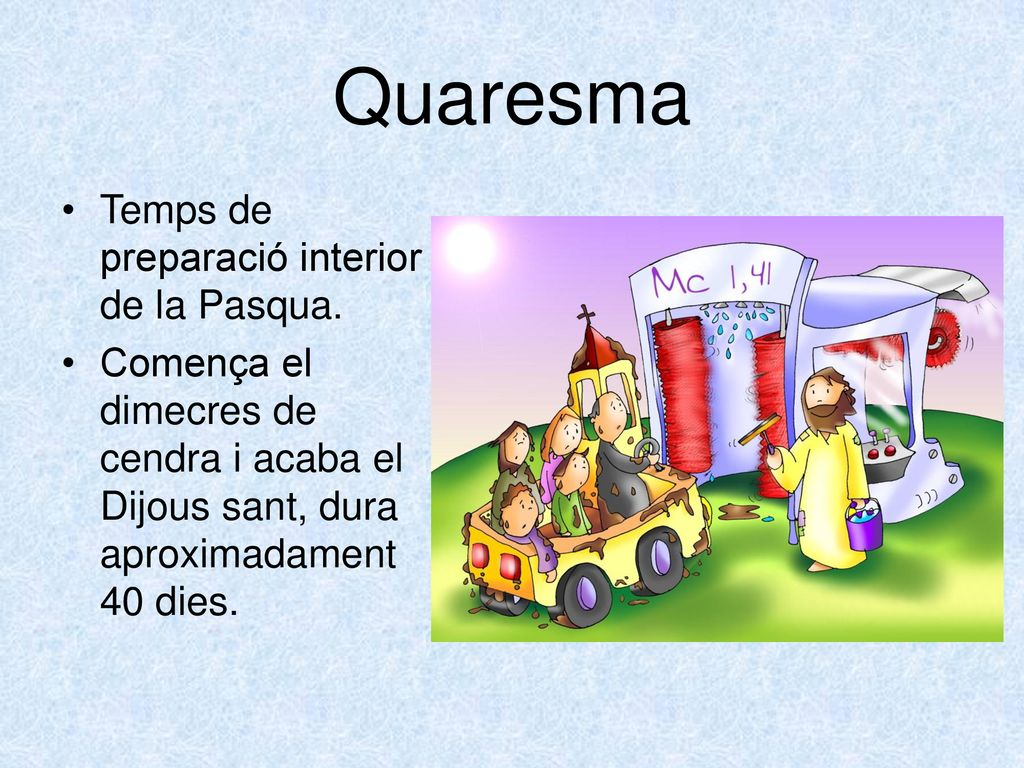 Quaresma
• Temps de
preparació interior
de la Pasqua.
• Comença el
dimecres de
cendra i acaba el
Dijous sant, dura
aproximadament
40 dies.
Mc 1,41